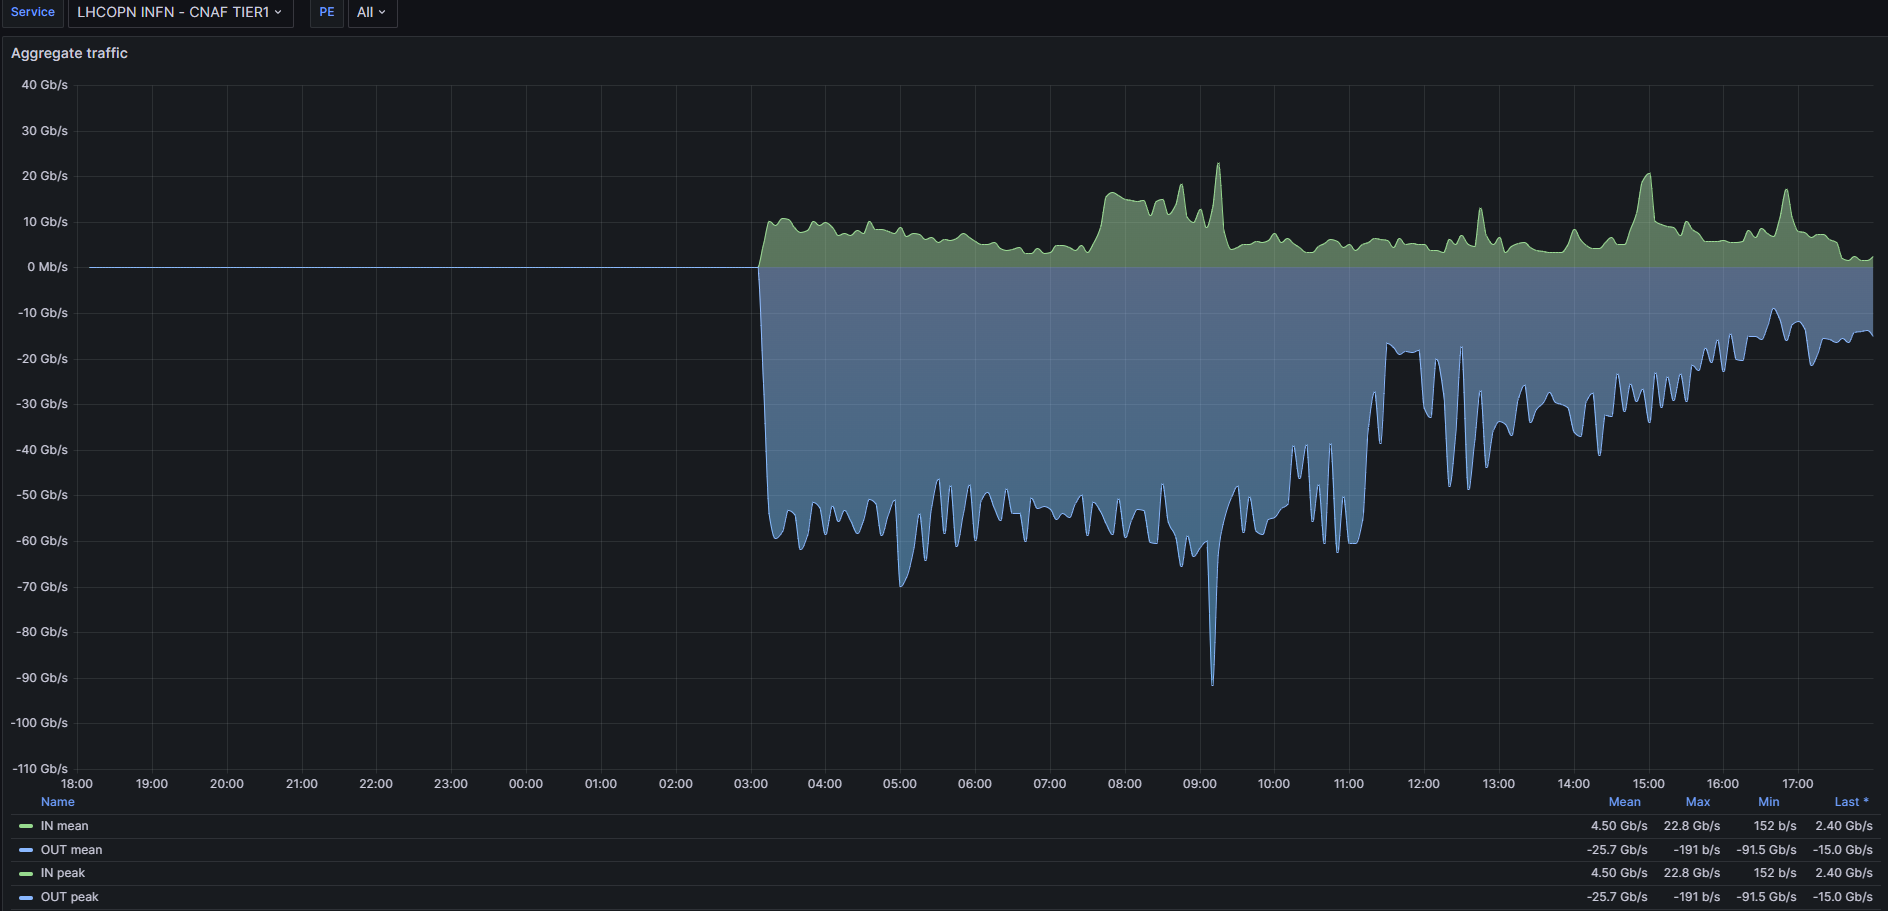 Service LHCOPN INFN - CNAF TIER1 PE All
Aggregate traffic
40 Gb/s
30 Gb/s
20 Gb/s
10 Gb/s
0 Mb/s
-10 Gb/s
-20 Gb/s
-30 Gb/s
-40 Gb/s
-50 Gb/s
-60 Gb/s
-70 Gb/s
-80 Gb/s
-90 Gb/s
-100 Gb/s
-110 Gb/s
18:00 19:00 20:00 21:00 22:00 23:00 00:00 01:00 02:00 03:00 04:00 05:00 06:00 07:00 08:00 09:00 10:00 11:00 12:00 13:00 14:00 15:00 16:00 17:00
Name Mean Max Min Last *
IN mean 4.50 Gb/s 22.8 Gb/s 152 b/s 2.40 Gb/s
OUT mean -25.7 Gb/s -191 b/s -91.5 Gb/s -15.0 Gb/s
IN peak 4.50 Gb/s 22.8 Gb/s 152 b/s 2.40 Gb/s
OUT peak -25.7 Gb/s -191 b/s -91.5 Gb/s -15.0 Gb/s